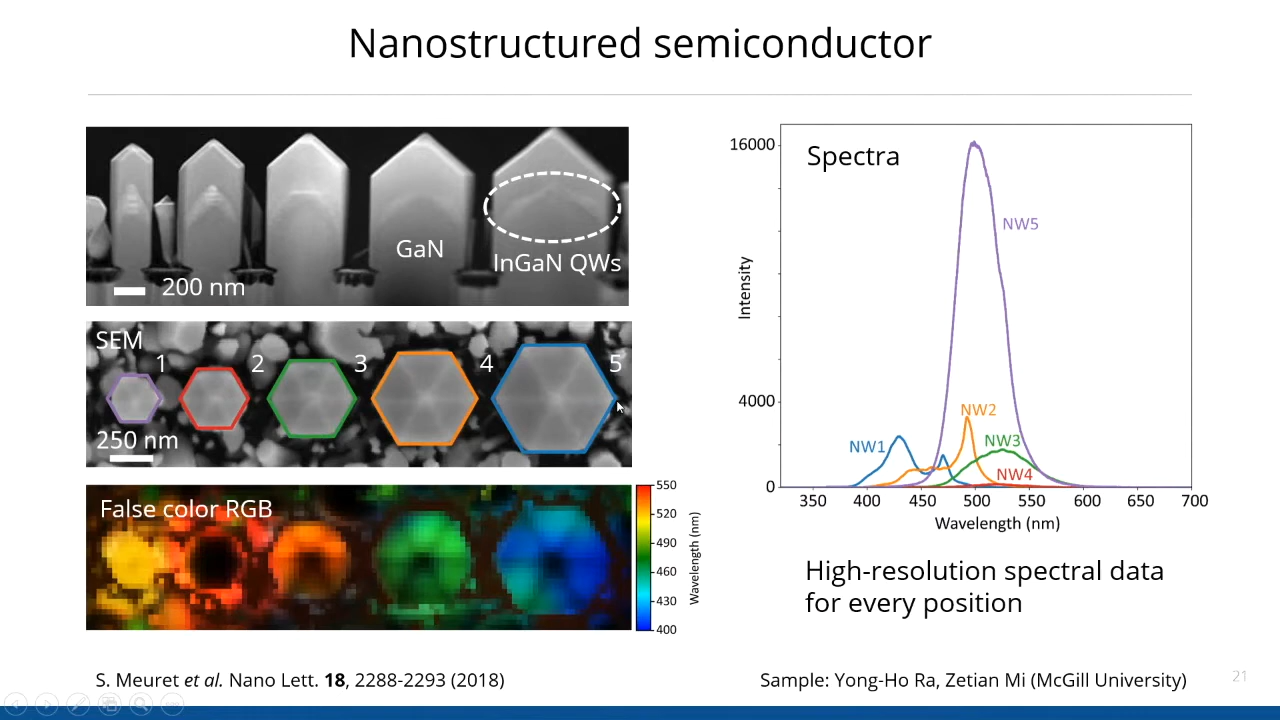 Nanostructured semiconductor
GaN
InGaN QWs
200 nm
SEM
1
2
3
4
5
250 nm
False color RGB
550
520
490
460
430
400
Wavelength (nm)
Spectra
16000
4000
0
Intensity
NW5
NW2
NW1
NW3
NW4
350
400
450
500
550
600
650
700
Wavelength (nm)
High-resolution spectral data
for every position
S. Meuret et al. Nano Lett. 18, 2288-2293 (2018)
Sample: Yong-Ho Ra, Zetian Mi (McGill University)
21